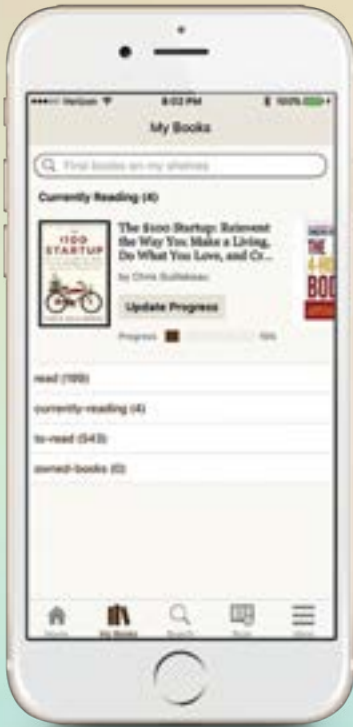 Verizon 8:02 PM 100%
My Books
Find books on my shelves
Currently Reading (4)
The $100 Startup: Reinvent
the Way You Make a Living,
Do What You Love, and Cr...
by Chris Guillebeau
Update Progress
Progress
$100
STARTUP
THE
BOD
read (199)
currently-reading (4)
to-read (543)
owned-books (0)
Home My Books Search More